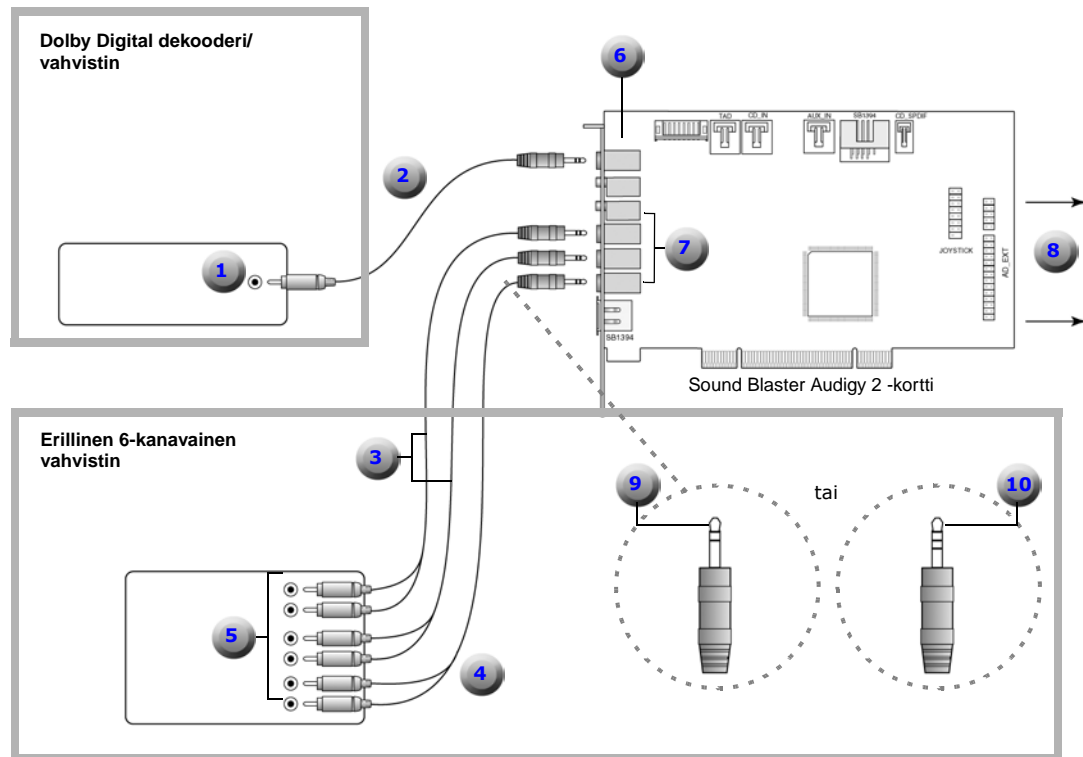 Dolby Digital dekooderi/
vahvistin
1
2
6
TAD
CD_IN
AUX_IN
SB1394
CD_SPDIF
7
JOYSTICK
AD_EXT
8
SB1394
Sound Blaster Audigy 2 -kortti
Erillinen 6-kanavainen
vahvistin
3
5
4
9
tai
10